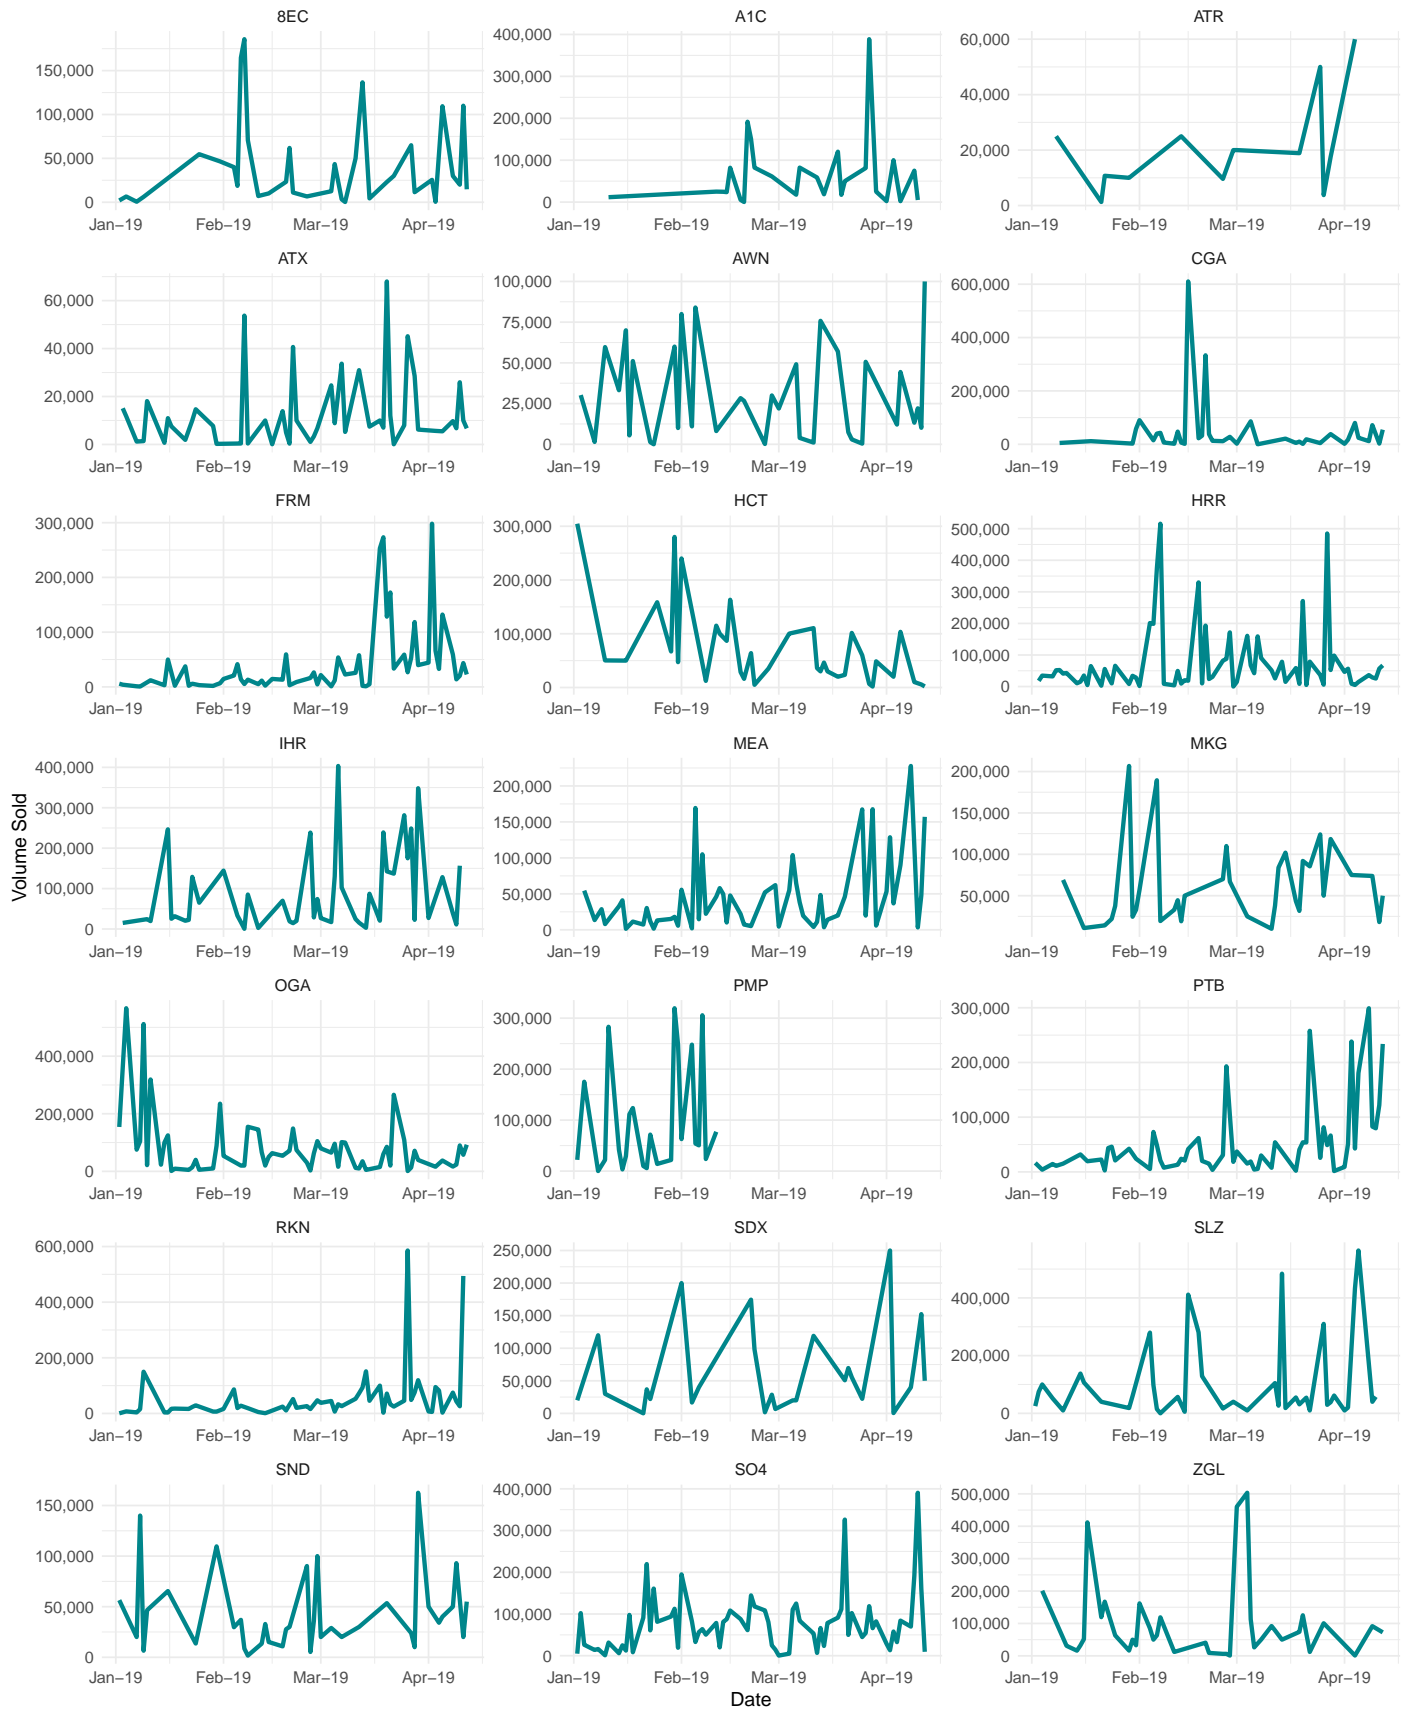 8EC
150,000
100,000
50,000
0
Jan−19 Feb−19 Mar−19 Apr−19
A1C
400,000
300,000
200,000
100,000
0
Jan−19 Feb−19 Mar−19 Apr−19
ATR
60,000
40,000
20,000
0
Jan−19 Feb−19 Mar−19 Apr−19
ATX
60,000
40,000
20,000
0
Jan−19 Feb−19 Mar−19 Apr−19
AWN
100,000
75,000
50,000
25,000
0
Jan−19 Feb−19 Mar−19 Apr−19
CGA
600,000
400,000
200,000
0
Jan−19 Feb−19 Mar−19 Apr−19
FRM
300,000
200,000
100,000
0
Jan−19 Feb−19 Mar−19 Apr−19
HCT
300,000
200,000
100,000
0
Jan−19 Feb−19 Mar−19 Apr−19
HRR
500,000
400,000
300,000
200,000
100,000
0
Jan−19 Feb−19 Mar−19 Apr−19
IHR
400,000
300,000
200,000
100,000
0
Jan−19 Feb−19 Mar−19 Apr−19
MEA
200,000
150,000
100,000
50,000
0
Jan−19 Feb−19 Mar−19 Apr−19
MKG
200,000
150,000
100,000
50,000
Jan−19 Feb−19 Mar−19 Apr−19
OGA
400,000
200,000
0
Jan−19 Feb−19 Mar−19 Apr−19
PMP
300,000
200,000
100,000
0
Jan−19 Feb−19 Mar−19 Apr−19
PTB
300,000
200,000
100,000
0
Jan−19 Feb−19 Mar−19 Apr−19
RKN
600,000
400,000
200,000
0
Jan−19 Feb−19 Mar−19 Apr−19
SDX
250,000
200,000
150,000
100,000
50,000
0
Jan−19 Feb−19 Mar−19 Apr−19
SLZ
400,000
200,000
0
Jan−19 Feb−19 Mar−19 Apr−19
SND
150,000
100,000
50,000
0
Jan−19 Feb−19 Mar−19 Apr−19
SO4
400,000
300,000
200,000
100,000
0
Jan−19 Feb−19 Mar−19 Apr−19
ZGL
500,000
400,000
300,000
200,000
100,000
0
Jan−19 Feb−19 Mar−19 Apr−19
Volume Sold
Date